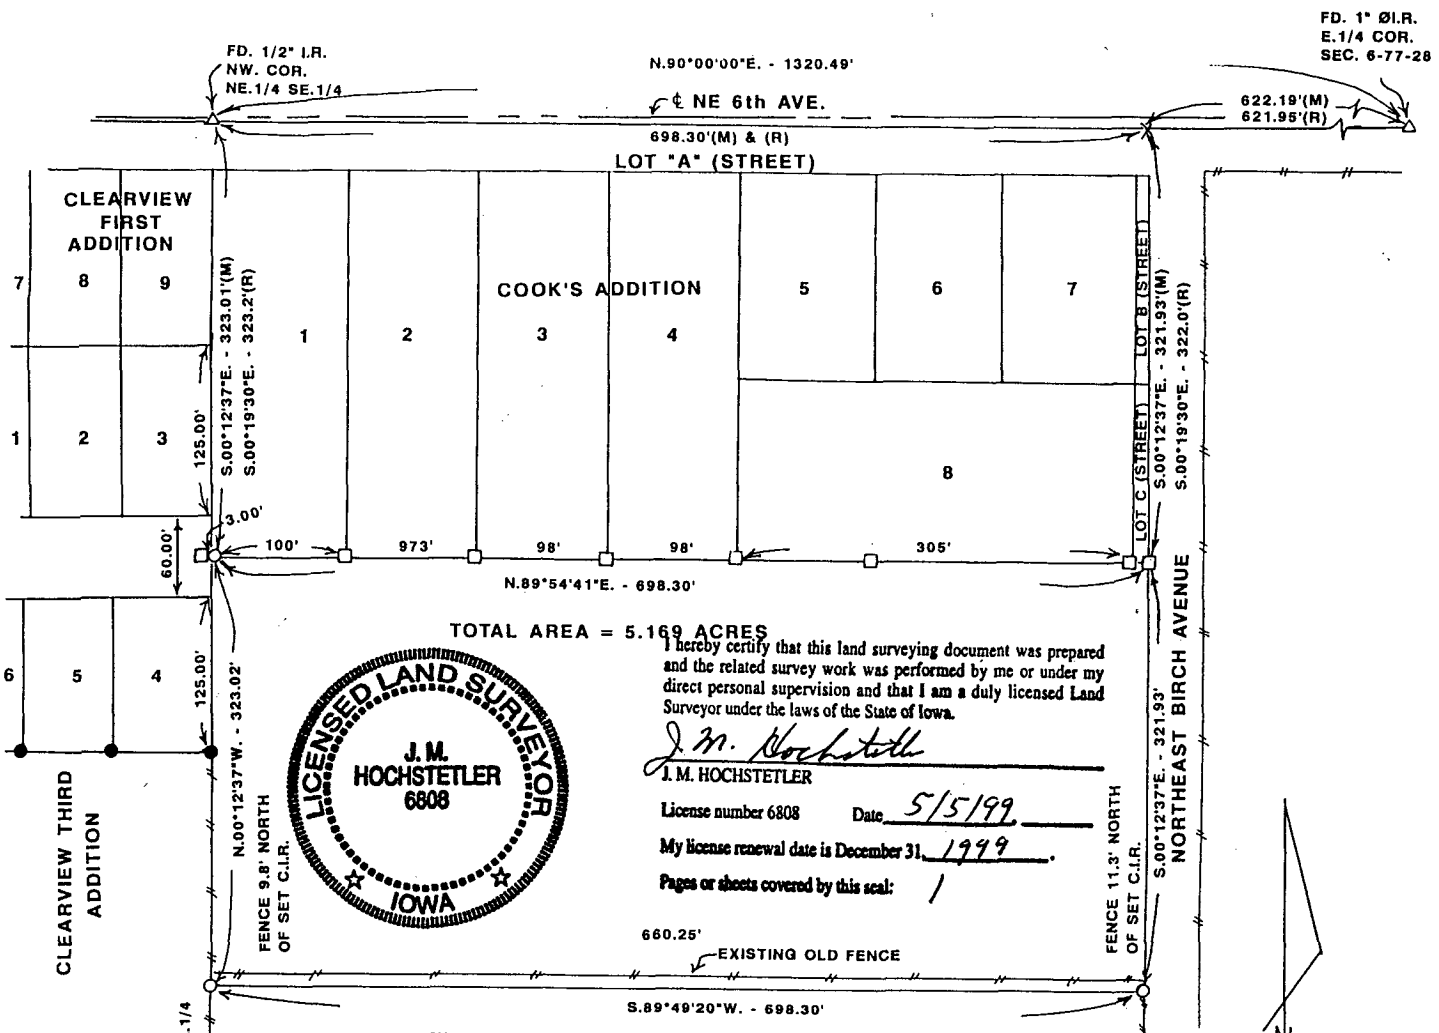 FD. 1/2" I.R.
NW. COR.
NE.1/4 SE.1/4
N.90°00'00"E. - 1320.49'
FD. 1" ØI.R.
E.1/4 COR.
SEC. 6-77-28
℄ NE 6th AVE.
622.19'(M)
621.95'(R)
698.30'(M) & (R)
LOT "A" (STREET)
CLEARVIEW
FIRST
ADDITION
7
8
9
1
2
3
125.00'
S.00°12'37"E. - 323.01'(M)
S.00°19'30"E. - 323.2'(R)
COOK'S ADDITION
1
2
3
4
5
6
7
8
LOT B (STREET)
LOT C (STREET)
S.00°12'37"E. - 321.93'(M)
S.00°19'30"E. - 322.0'(R)
3.00'
60.00'
100'
973'
98'
98'
305'
N.89°54'41"E. - 698.30'
TOTAL AREA = 5.169 ACRES
6
5
4
125.00'
CLEARVIEW THIRD
ADDITION
N.00°12'37"W. - 323.02'
FENCE 9.8' NORTH
OF SET C.I.R.
LICENSED LAND SURVEYOR
J. M.
HOCHSTETLER
6808
IOWA
I hereby certify that this land surveying document was prepared
and the related survey work was performed by me or under my
direct personal supervision and that I am a duly licensed Land
Surveyor under the laws of the State of Iowa.
J. M. Hochstetler
J. M. HOCHSTETLER
License number 6808 Date 5/5/99
My license renewal date is December 31, 1999.
Pages or sheets covered by this seal: 1
FENCE 11.3' NORTH
OF SET C.I.R.
S.00°12'37"E. - 321.93'
NORTHEAST BIRCH AVENUE
660.25'
EXISTING OLD FENCE
S.89°49'20"W. - 698.30'
.1/4